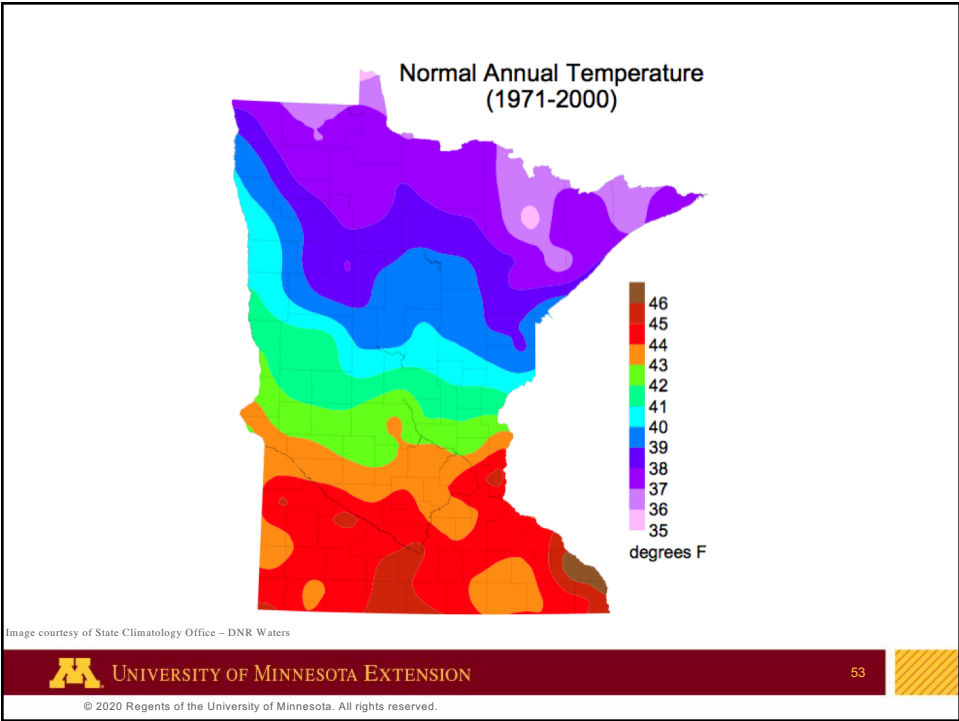 Normal Annual Temperature
(1971-2000)
46
45
44
43
42
41
40
39
38
37
36
35
degrees F
Image courtesy of State Climatology Office – DNR Waters
M
UNIVERSITY OF MINNESOTA EXTENSION
53
© 2020 Regents of the University of Minnesota. All rights reserved.